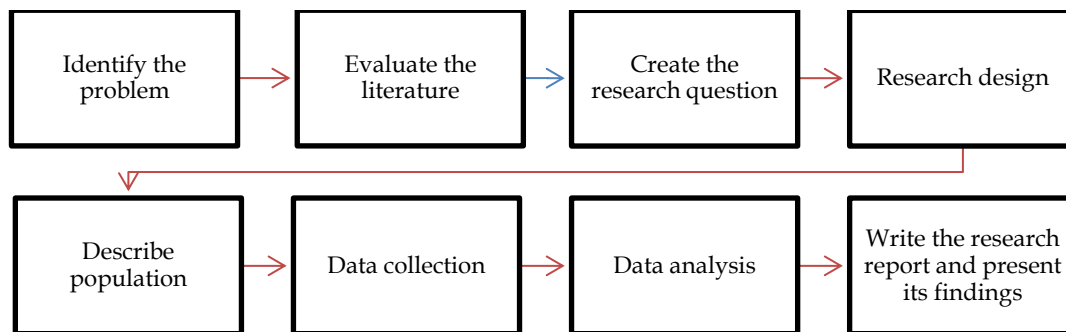 Identify the
problem
Evaluate the
literature
Create the
research question
Research design
Describe
population
Data collection
Data analysis
Write the research
report and present
its findings